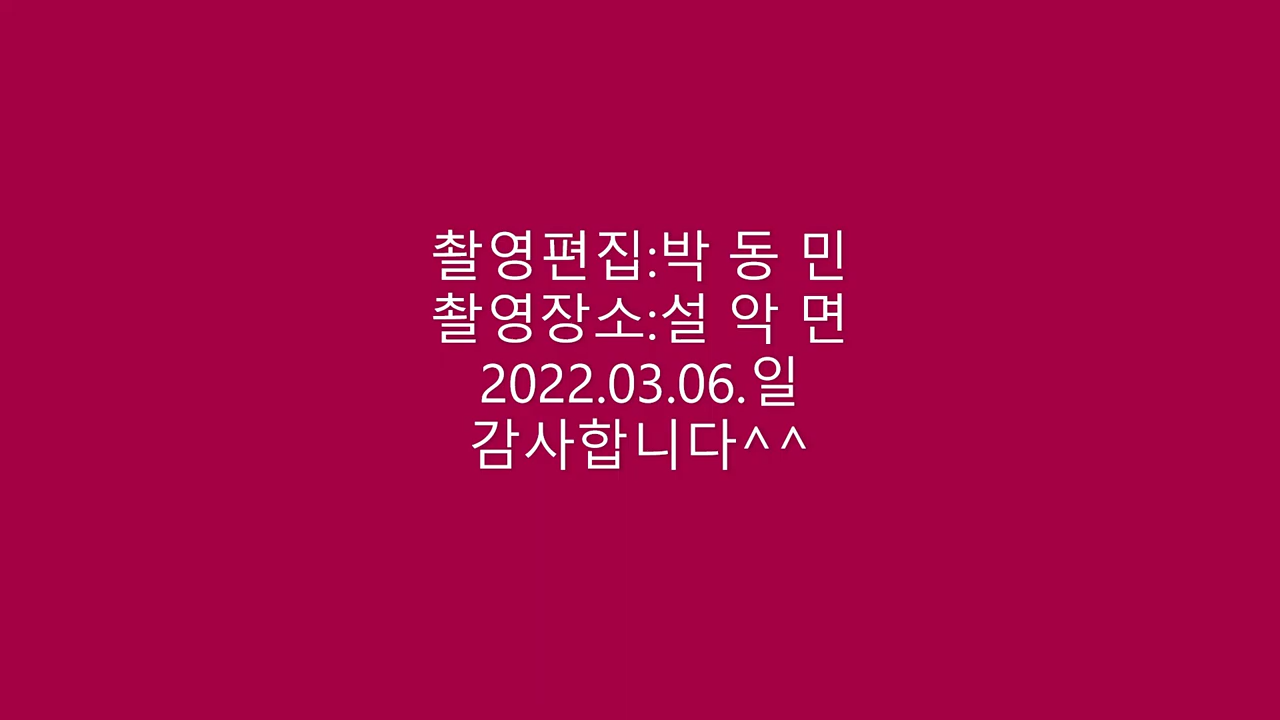 촬영편집:박 동 민
촬영장소:설 악 면
2022.03.06.일
감사합니다^^